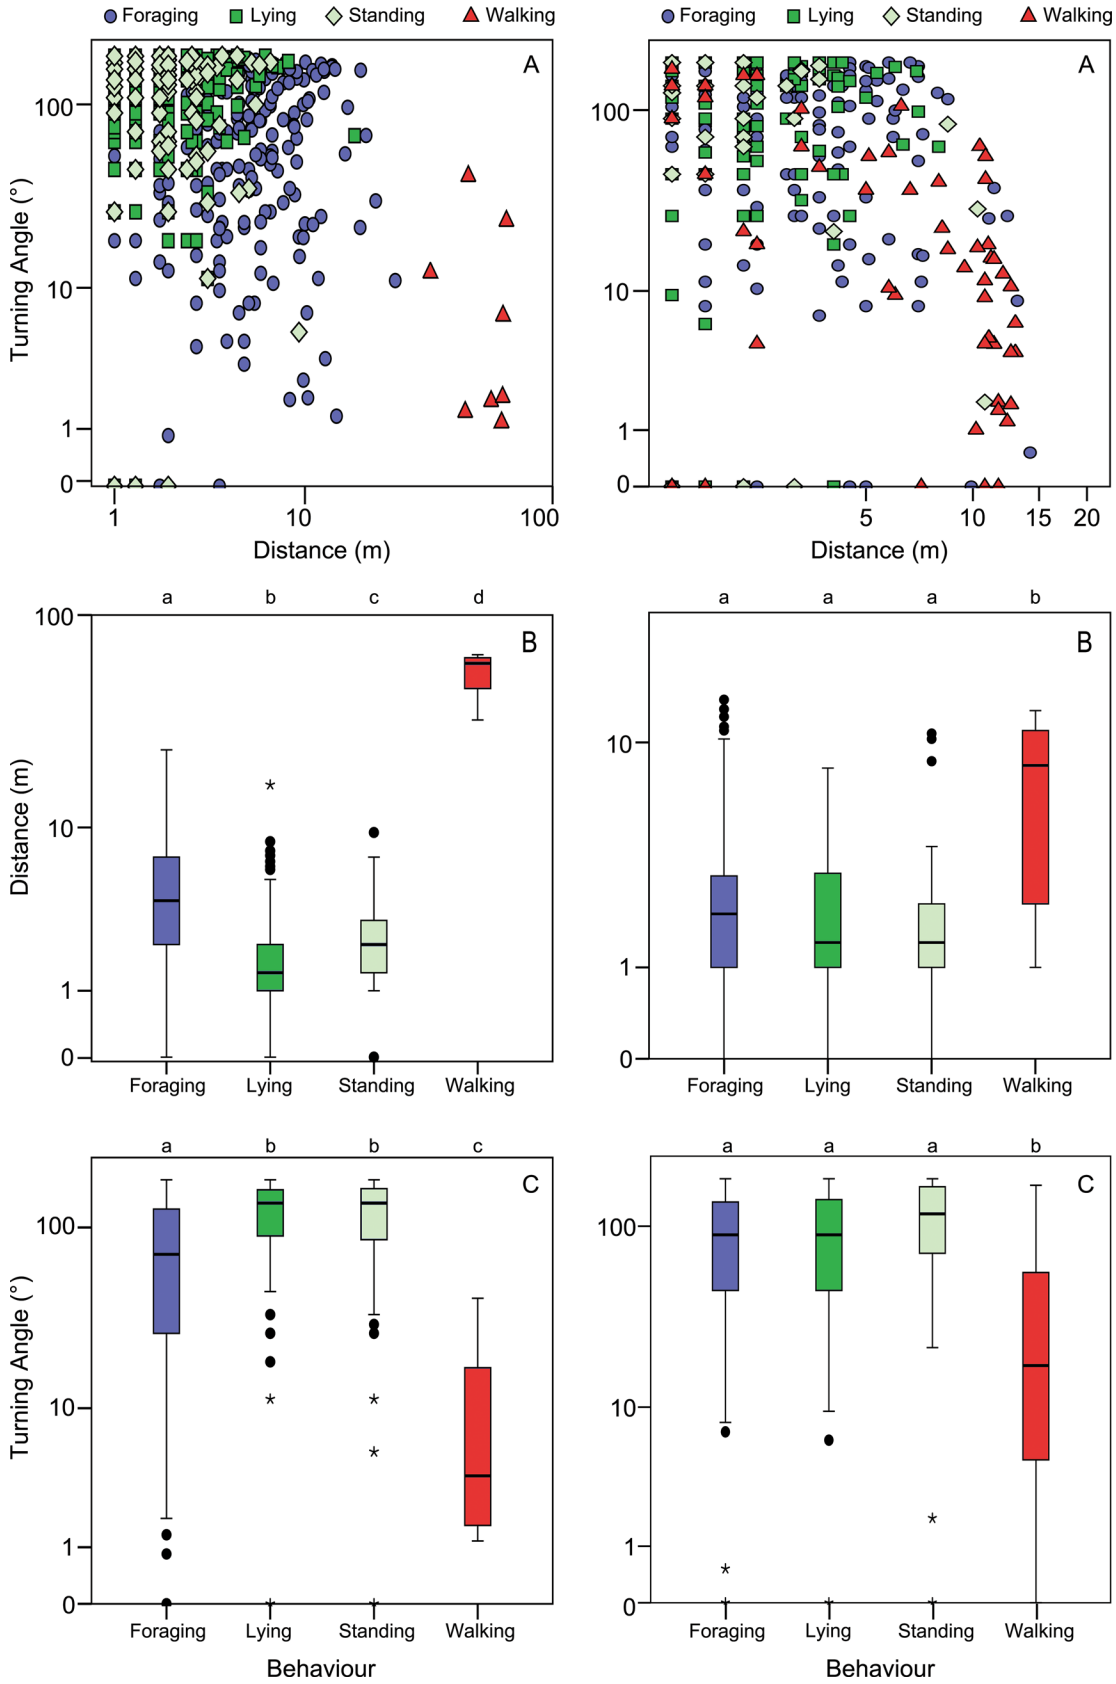 Foraging Lying Standing Walking
Foraging Lying Standing Walking
A
100
10
1
0
Turning Angle (°)
1 10 100
Distance (m)
A
100
10
1
0
5 10 15 20
Distance (m)
a b c d
B
100
10
1
0
Distance (m)
Foraging Lying Standing Walking
a a a b
B
10
1
0
Foraging Lying Standing Walking
a b b c
C
100
10
1
0
Turning Angle (°)
Foraging Lying Standing Walking
Behaviour
a a a b
C
100
10
1
0
Foraging Lying Standing Walking
Behaviour